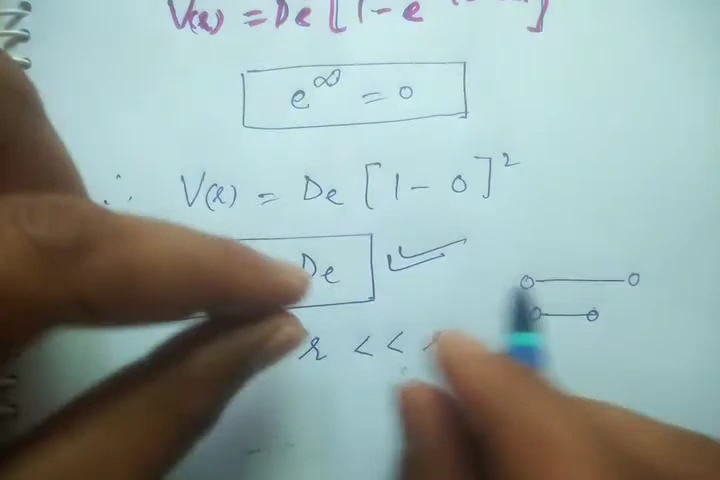 V(r) = De [1 - e
e^∞ = 0
∴ V(r) = De [1 - 0]²
De
r <<